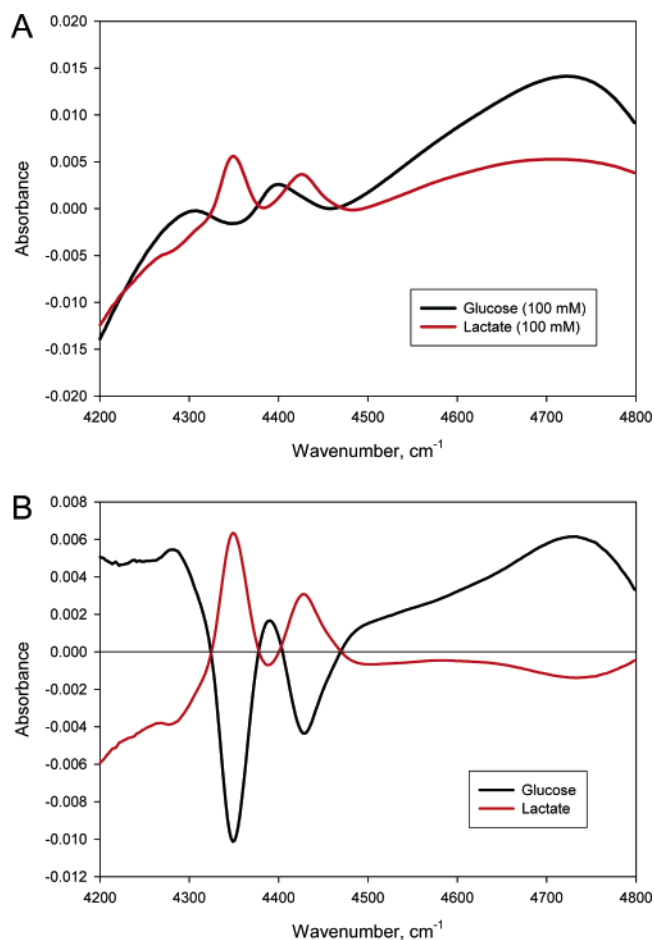 A
0.020
0.015
0.010
0.005
0.000
-0.005
-0.010
-0.015
-0.020
Absorbance
Glucose (100 mM)
Lactate (100 mM)
4200 4300 4400 4500 4600 4700 4800
Wavenumber, cm-1
B
0.008
0.006
0.004
0.002
0.000
-0.002
-0.004
-0.006
-0.008
-0.010
-0.012
Absorbance
Glucose
Lactate
4200 4300 4400 4500 4600 4700 4800
Wavenumber, cm-1